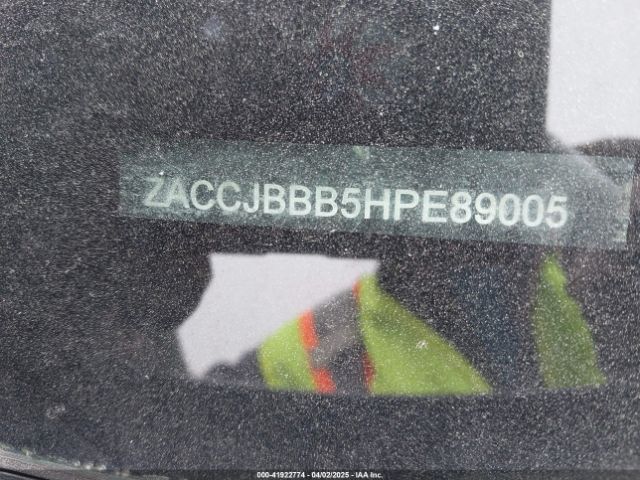 ZACCJBBB5HPE89005
000-41922774 - 04/02/2025 - IAA Inc.